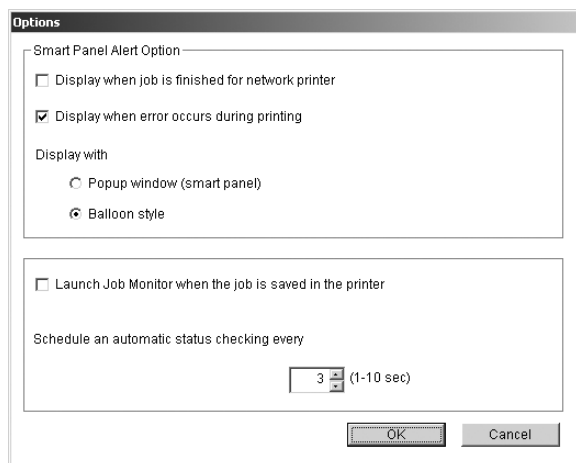 Options
Smart Panel Alert Option
Display when job is finished for network printer
Display when error occurs during printing
Display with
Popup window (smart panel)
Balloon style
Launch Job Monitor when the job is saved in the printer
Schedule an automatic status checking every
3 (1-10 sec)
OK Cancel